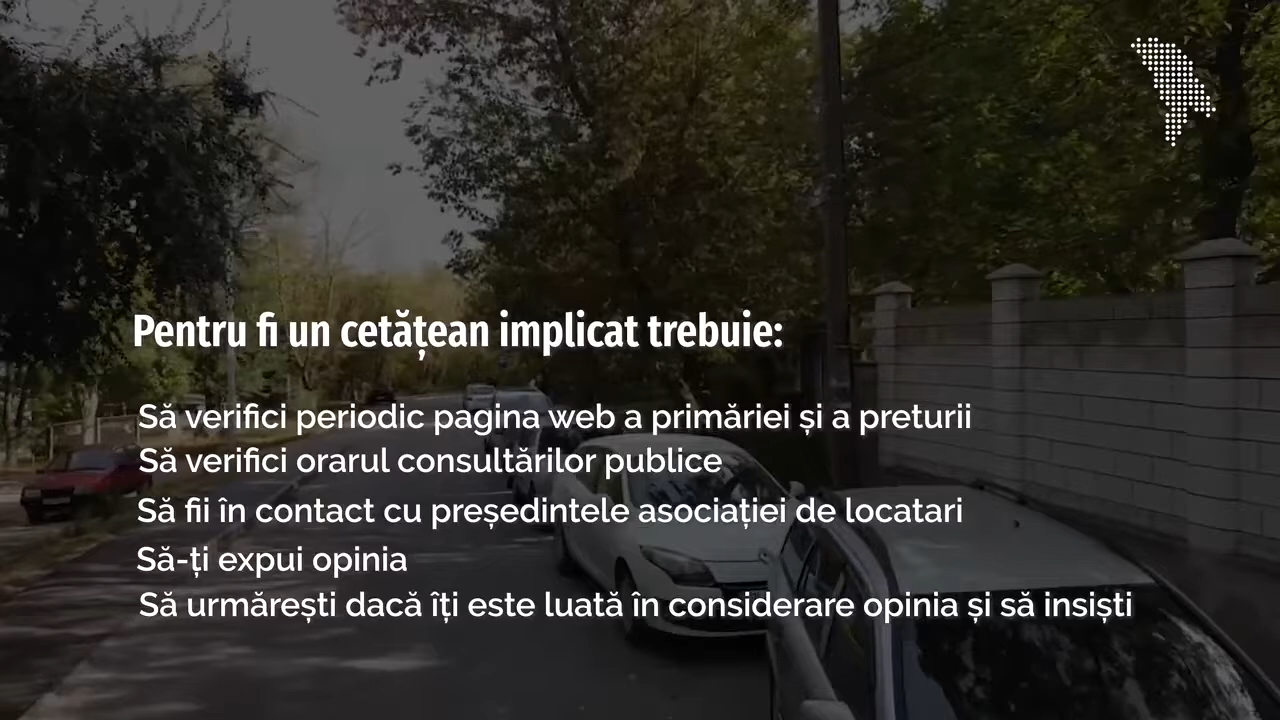 Pentru fi un cetățean implicat trebuie:
Să verifici periodic pagina web a primăriei și a preturii
Să verifici orarul consultărilor publice
Să fii în contact cu președintele asociației de locatari
Să-ți expui opinia
Să urmărești dacă îți este luată în considerare opinia și să insiști